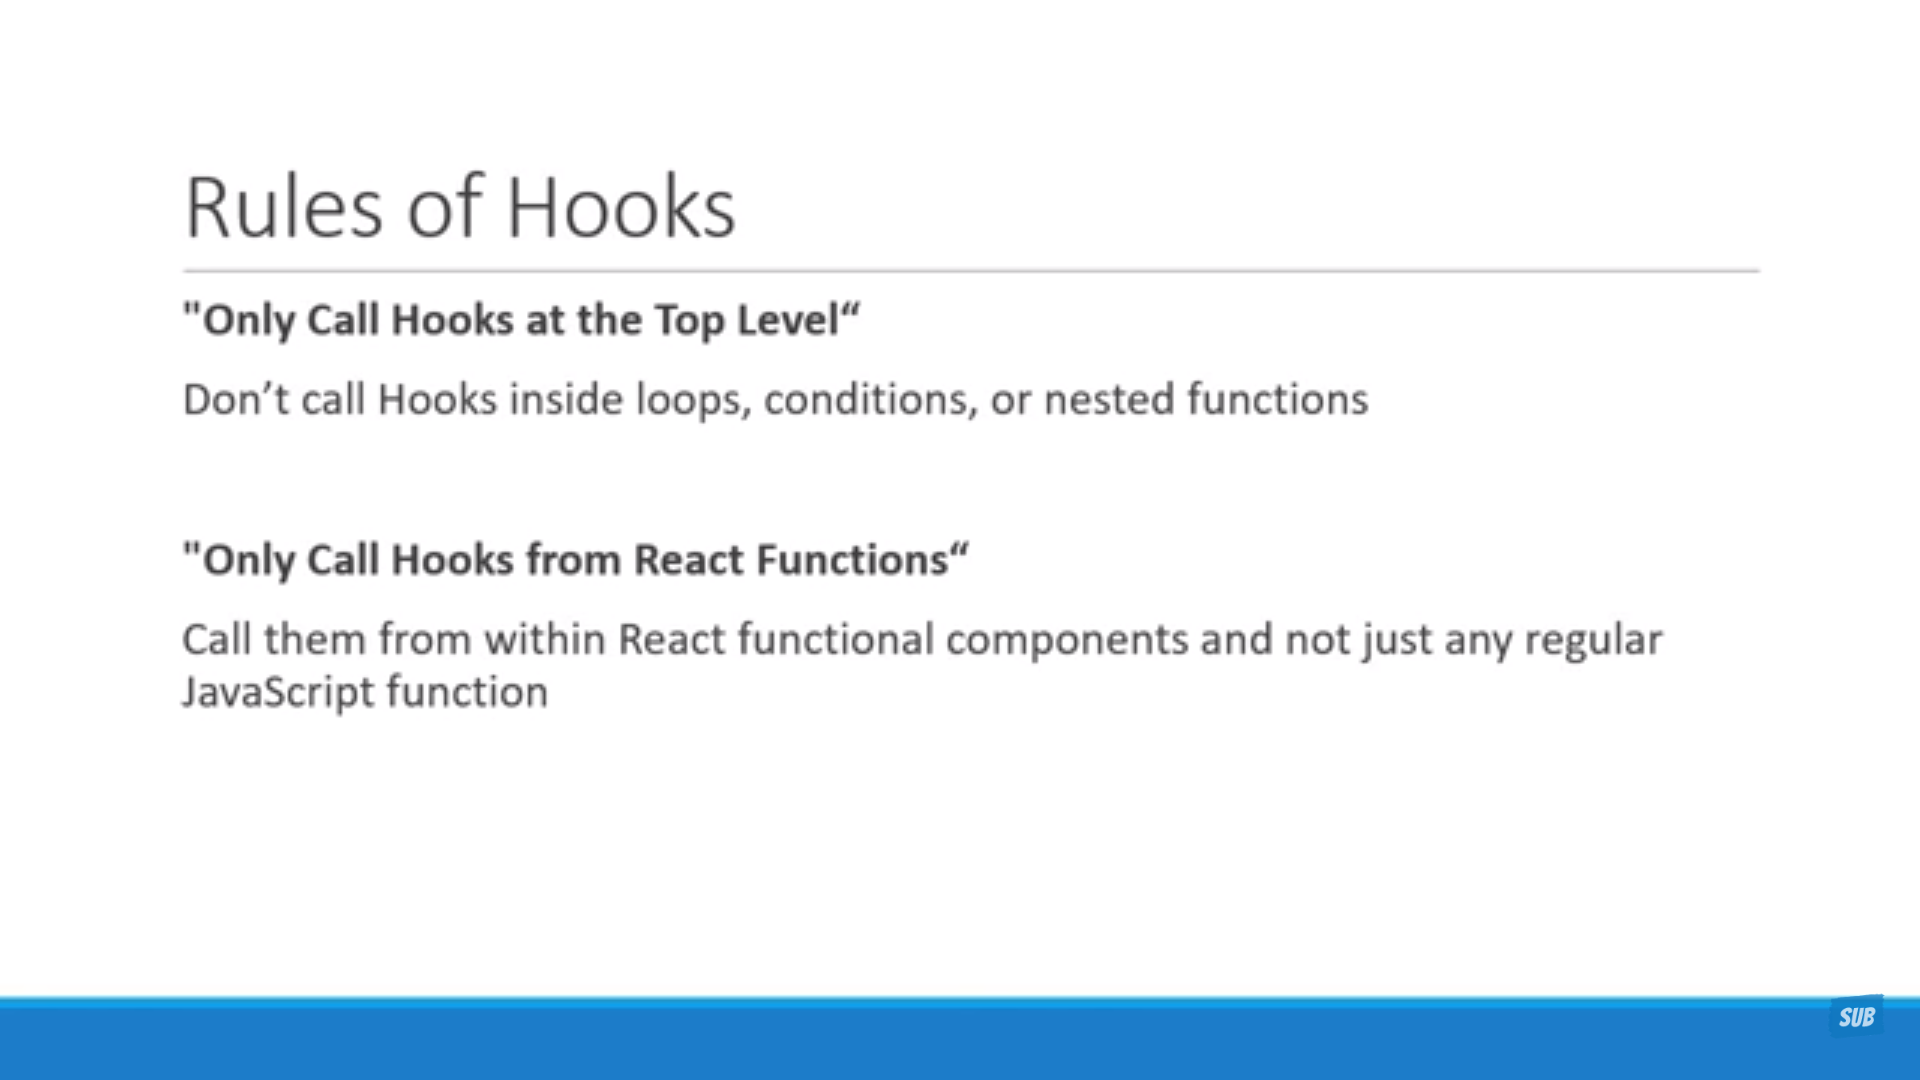 Rules of Hooks
"Only Call Hooks at the Top Level“
Don’t call Hooks inside loops, conditions, or nested functions
"Only Call Hooks from React Functions“
Call them from within React functional components and not just any regular
JavaScript function
SUB